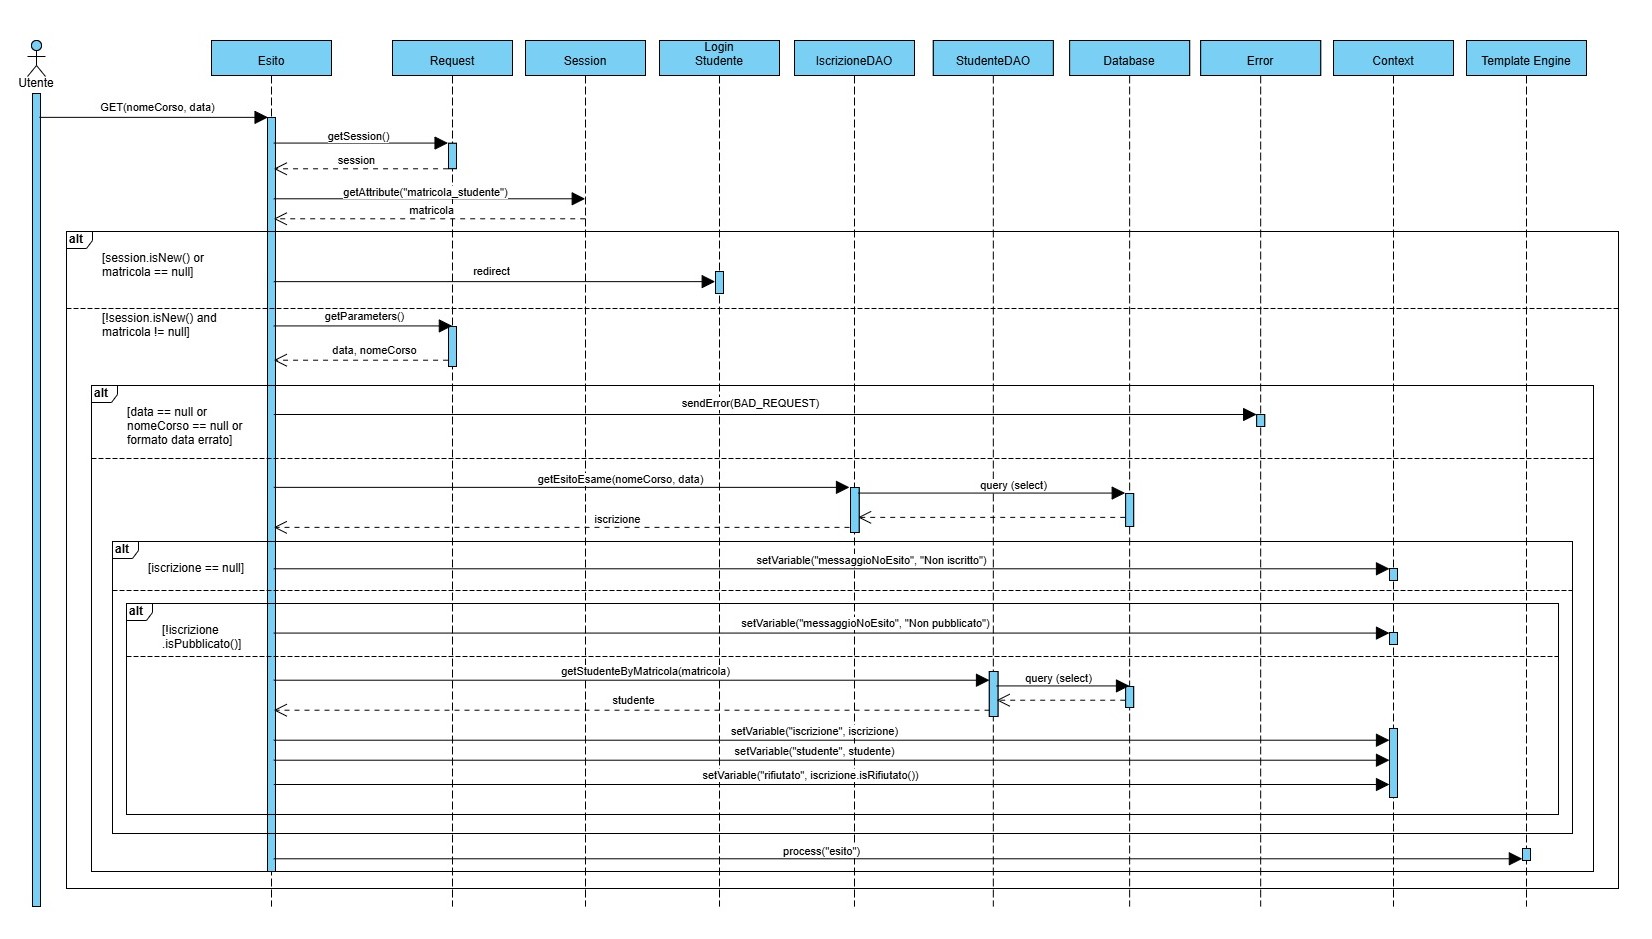 Utente
Esito
Request
Session
Login
Studente
IscrizioneDAO
StudenteDAO
Database
Error
Context
Template Engine
GET(nomeCorso, data)
getSession()
session
getAttribute("matricola_studente")
matricola
alt
[session.isNew() or
matricola == null]
redirect
[!session.isNew() and
matricola != null]
getParameters()
data, nomeCorso
alt
[data == null or
nomeCorso == null or
formato data errato]
sendError(BAD_REQUEST)
getEsitoEsame(nomeCorso, data)
query (select)
iscrizione
alt
[iscrizione == null]
setVariable("messaggioNoEsito", "Non iscritto")
alt
[!iscrizione
.isPubblicato()]
setVariable("messaggioNoEsito", "Non pubblicato")
getStudenteByMatricola(matricola)
query (select)
studente
setVariable("iscrizione", iscrizione)
setVariable("studente", studente)
setVariable("rifiutato", iscrizione.isRifiutato())
process("esito")